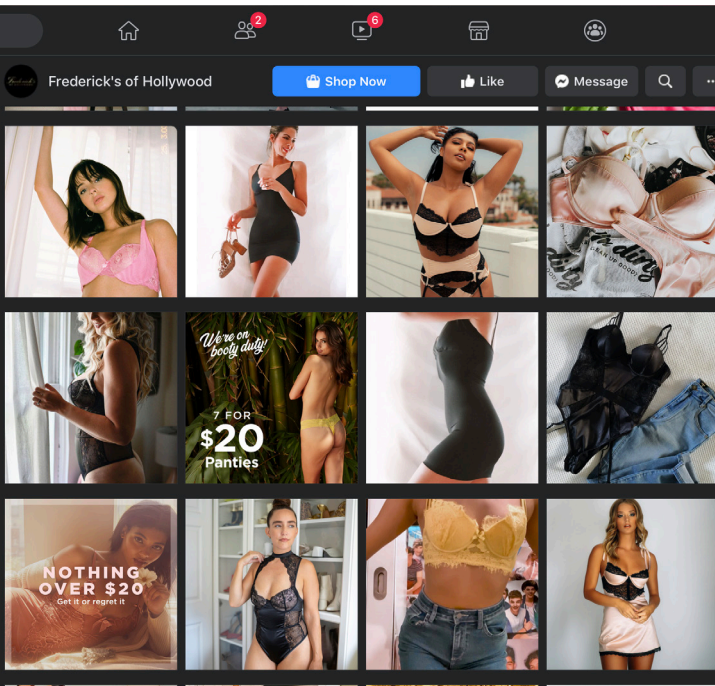 2
6
Frederick's of Hollywood
Shop Now
Like
Message
We're on
booty duty!
7 FOR
$20
Panties
NOTHING
OVER $20
Get it or regret it